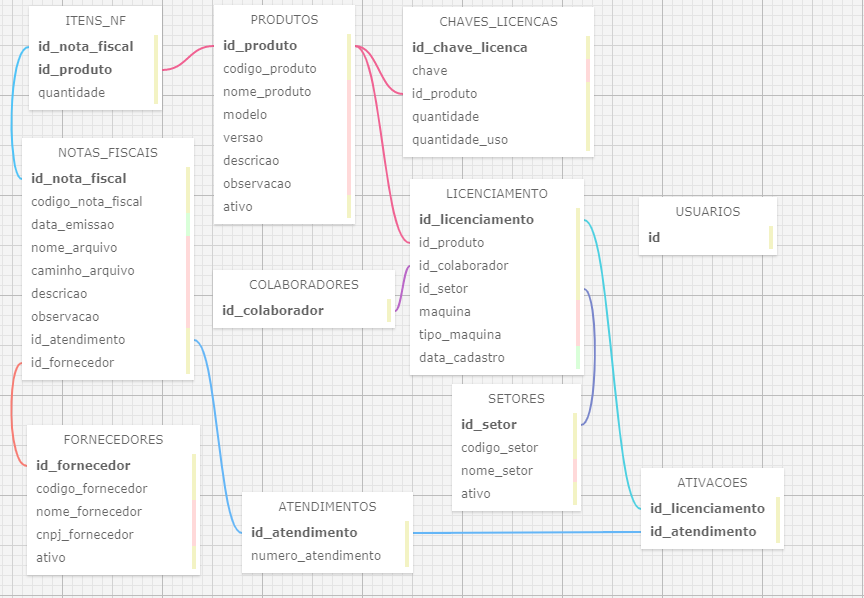 ITENS_NF
id_nota_fiscal
id_produto
quantidade
PRODUTOS
id_produto
codigo_produto
nome_produto
modelo
versao
descricao
observacao
ativo
CHAVES_LICENCAS
id_chave_licenca
chave
id_produto
quantidade
quantidade_uso
NOTAS_FISCAIS
id_nota_fiscal
codigo_nota_fiscal
data_emissao
nome_arquivo
caminho_arquivo
descricao
observacao
id_atendimento
id_fornecedor
LICENCIAMENTO
id_licenciamento
id_produto
id_colaborador
id_setor
maquina
tipo_maquina
data_cadastro
USUARIOS
id
COLABORADORES
id_colaborador
SETORES
id_setor
codigo_setor
nome_setor
ativo
FORNECEDORES
id_fornecedor
codigo_fornecedor
nome_fornecedor
cnpj_fornecedor
ativo
ATENDIMENTOS
id_atendimento
numero_atendimento
ATIVACOES
id_licenciamento
id_atendimento